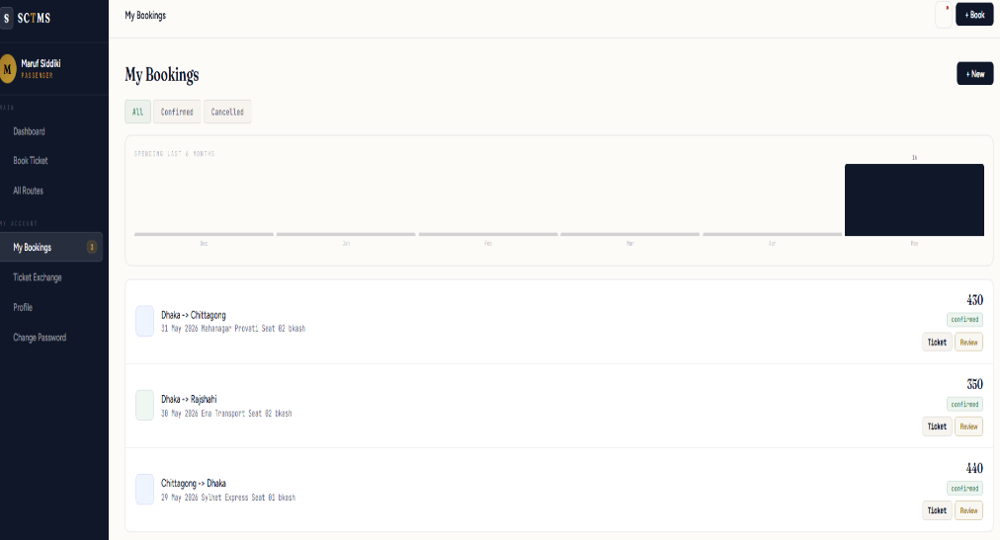 S SCTMS
M Maruf Siddiki
PASSENGER
MAIN
Dashboard
Book Ticket
All Routes
MY ACCOUNT
My Bookings 3
Ticket Exchange
Profile
Change Password
My Bookings
+ Book
My Bookings
+ New
All Confirmed Cancelled
SPENDING LAST 6 MONTHS
1k
Dec Jan Feb Mar Apr May
Dhaka -> Chittagong
31 May 2026 Mohanagar Provati Seat 02 bkash
430
confirmed
Ticket Review
Dhaka -> Rajshahi
30 May 2026 Ena Transport Seat 02 bkash
350
confirmed
Ticket Review
Chittagong -> Dhaka
29 May 2026 Sylhet Express Seat 01 bkash
440
confirmed
Ticket Review